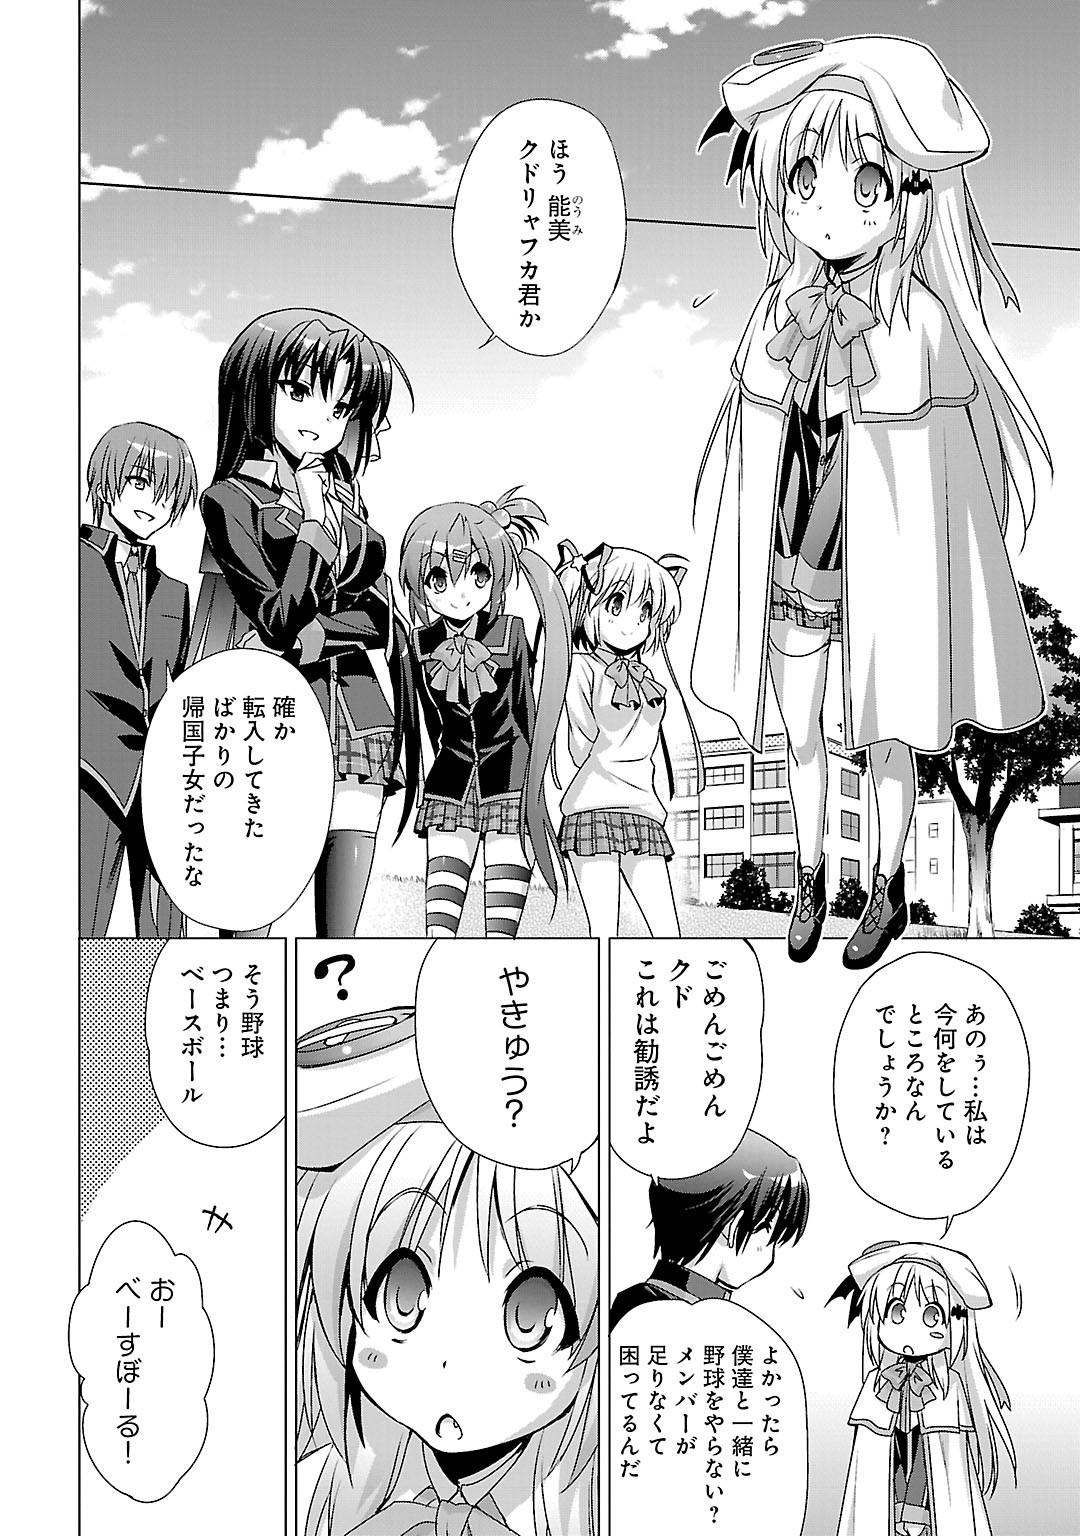 ほう 能美
のうみ
クドリャフカ君か
確か
転入してきた
ばかりの
帰国子女だったな
あのぅ…私は
今何をしている
ところなん
でしょうか?
ごめんごめん
クド
これは勧誘だよ
よかったら
僕達と一緒に
野球をやらない?
メンバーが
足りなくて
困ってるんだ
やきゅう?
?
そう野球
つまり…
ベースボール
おー
べーすぼーる!